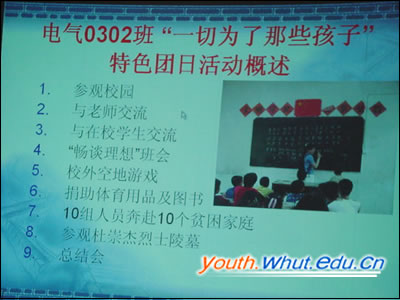 电气0302班“一切为了那些孩子”
特色团日活动概述
1. 参观校园
2. 与老师交流
3. 与在校学生交流
4. “畅谈理想”班会
5. 校外空地游戏
6. 捐助体育用品及图书
7. 10组人员奔赴10个贫困家庭
8. 参观杜崇杰烈士陵墓
9. 总结会
youth.Whut.edu.Cn